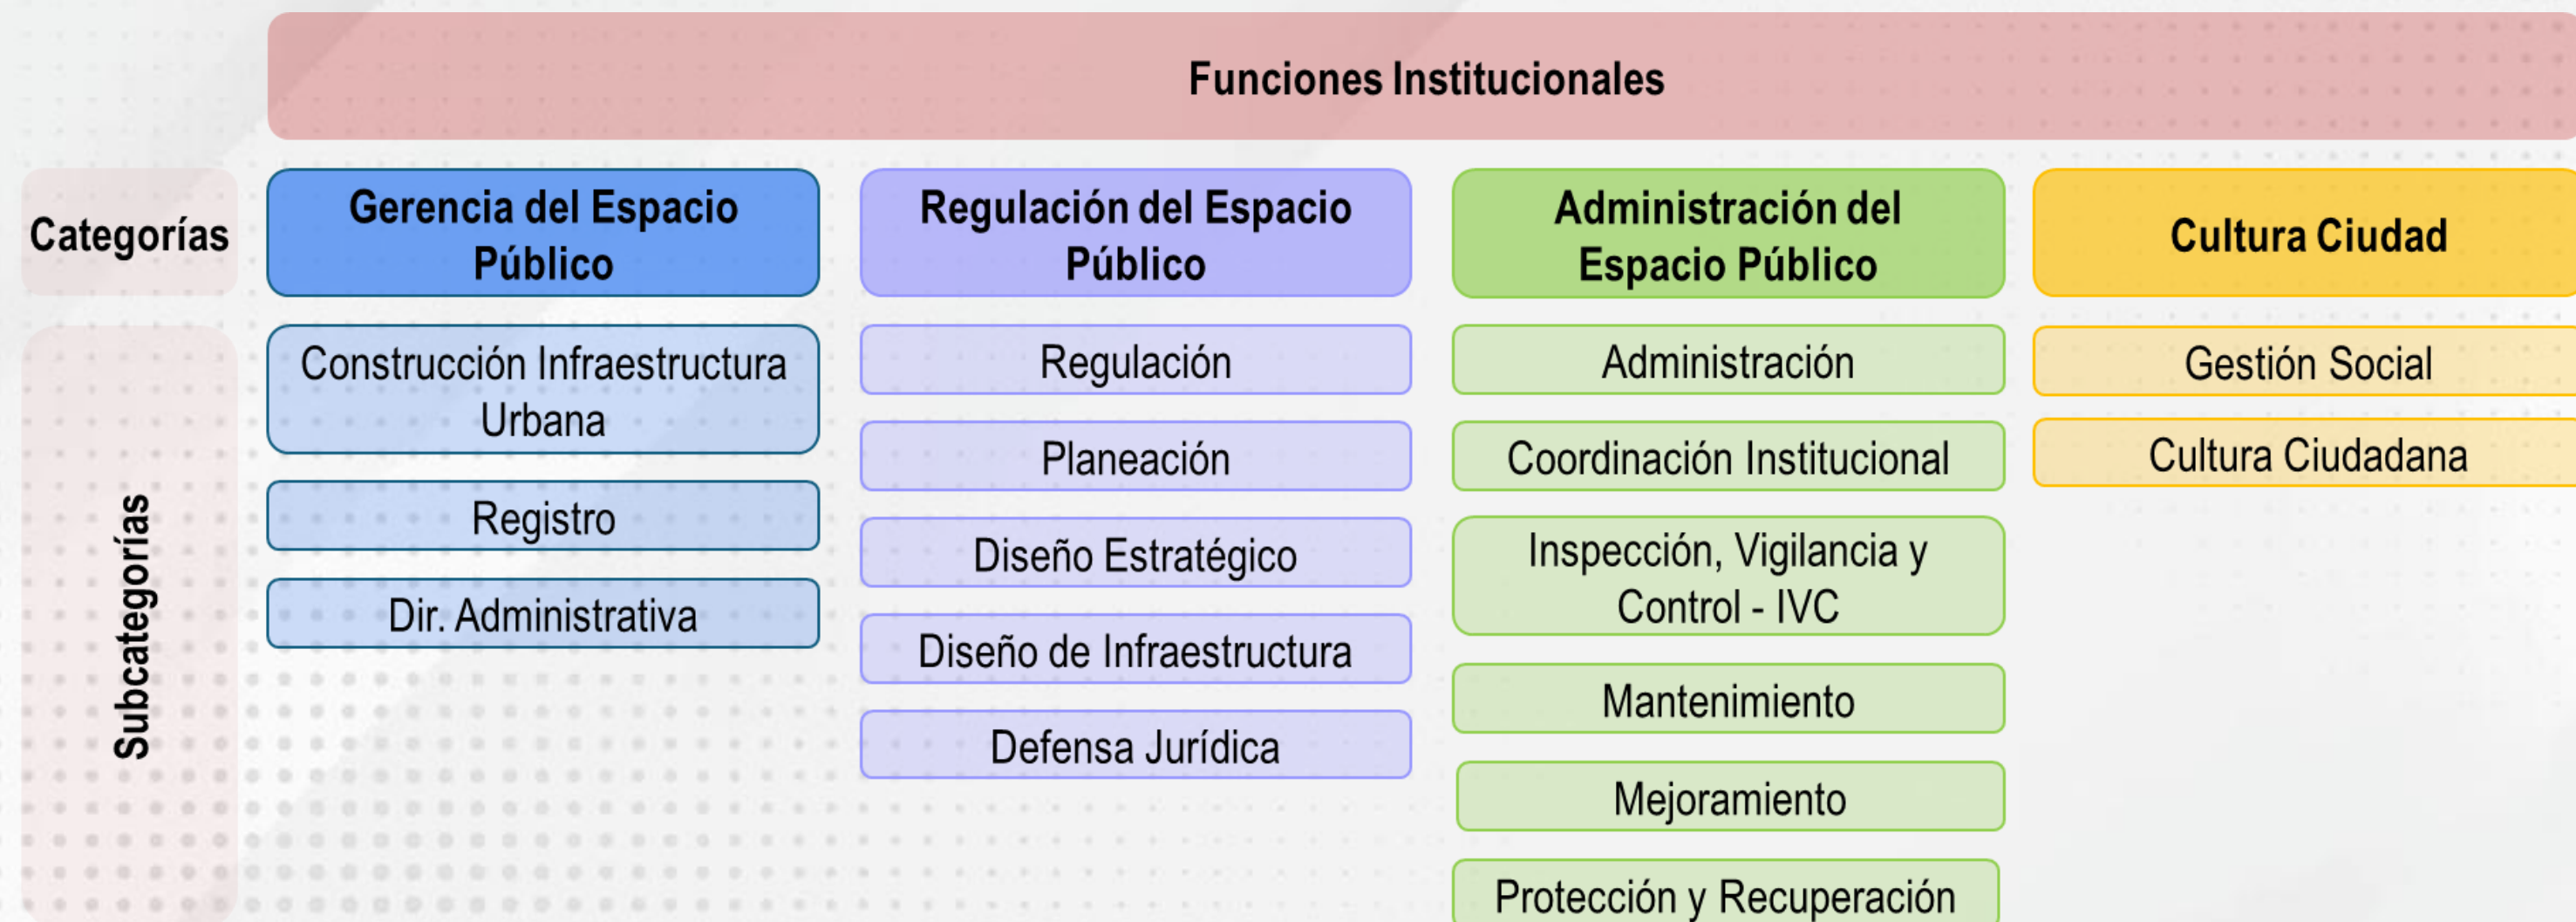 Funciones Institucionales
Categorías
Gerencia del Espacio
Público
Regulación del Espacio
Público
Administración del
Espacio Público
Cultura Ciudad
Subcategorías
Construcción Infraestructura
Urbana
Registro
Dir. Administrativa
Regulación
Planeación
Diseño Estratégico
Diseño de Infraestructura
Defensa Jurídica
Administración
Coordinación Institucional
Inspección, Vigilancia y
Control - IVC
Mantenimiento
Mejoramiento
Protección y Recuperación
Gestión Social
Cultura Ciudadana